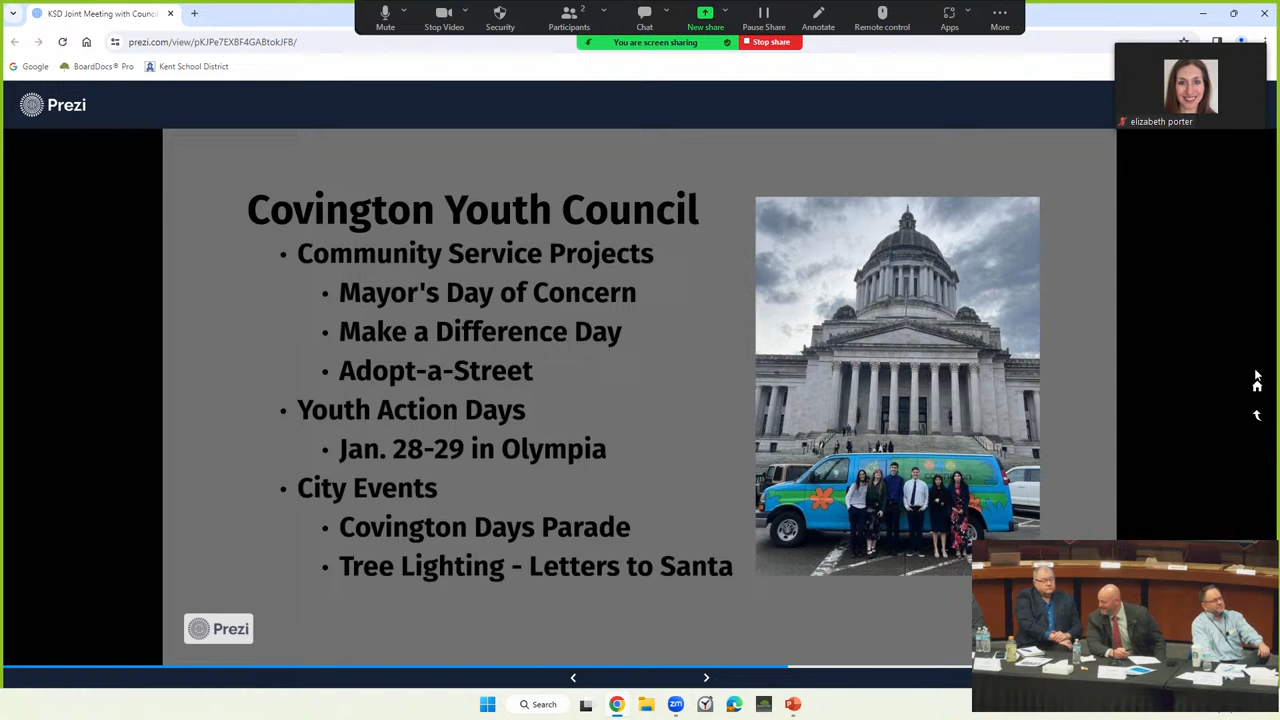 KSD Joint Meeting with Counci
Mute
Stop Video
Security
2
Participants
Chat
New share
Pause Share
Annotate
Remote control
Apps
More
You are screen sharing
Stop share
prezi.com/view/pKJPe7EXBF4GABtokJFB/
Google
BoardDocs® Pro
Kent School District
Prezi
elizabeth porter
Covington Youth Council
• Community Service Projects
• Mayor's Day of Concern
• Make a Difference Day
• Adopt-a-Street
• Youth Action Days
• Jan. 28-29 in Olympia
• City Events
• Covington Days Parade
• Tree Lighting - Letters to Santa
Prezi
Search
zm